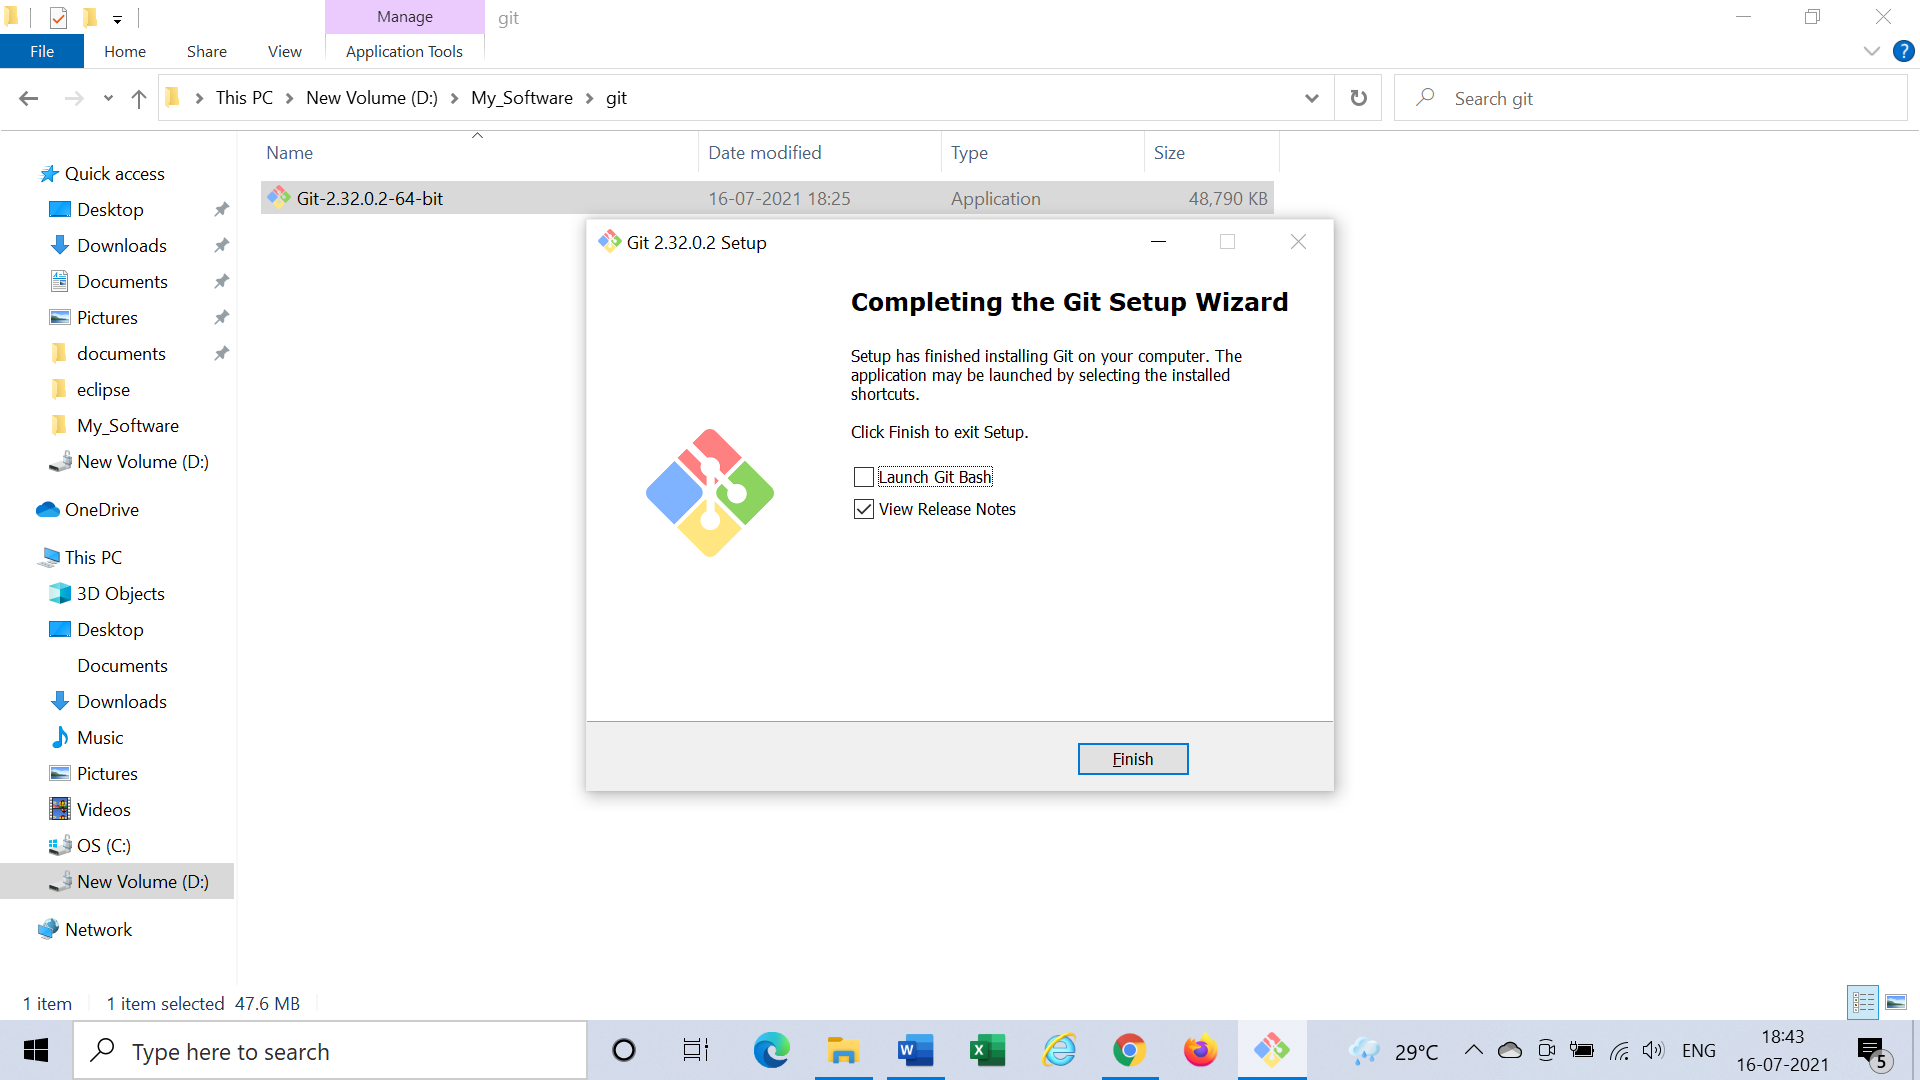 Manage
git
File
Home
Share
View
Application Tools
This PC
New Volume (D:)
My_Software
git
Search git
Name
Date modified
Type
Size
Git-2.32.0.2-64-bit
16-07-2021 18:25
Application
48,790 KB
Quick access
Desktop
Downloads
Documents
Pictures
documents
eclipse
My_Software
New Volume (D:)
OneDrive
This PC
3D Objects
Desktop
Documents
Downloads
Music
Pictures
Videos
OS (C:)
New Volume (D:)
Network
Git 2.32.0.2 Setup
Completing the Git Setup Wizard
Setup has finished installing Git on your computer. The
application may be launched by selecting the installed
shortcuts.
Click Finish to exit Setup.
Launch Git Bash
View Release Notes
Finish
1 item
1 item selected 47.6 MB
Type here to search
29°C
ENG
18:43
16-07-2021
5